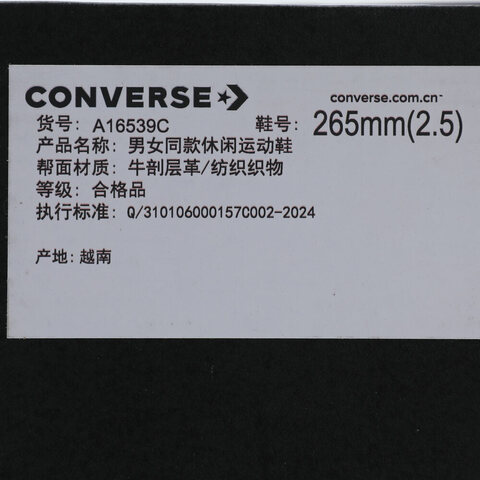 CONVERSE
converse.com.cn
货号: A16539C 鞋号: 265mm(2.5)
产品名称: 男女同款休闲运动鞋
帮面材质: 牛剖层革/纺织织物
等级: 合格品
执行标准: Q/310106000157C002-2024
产地: 越南